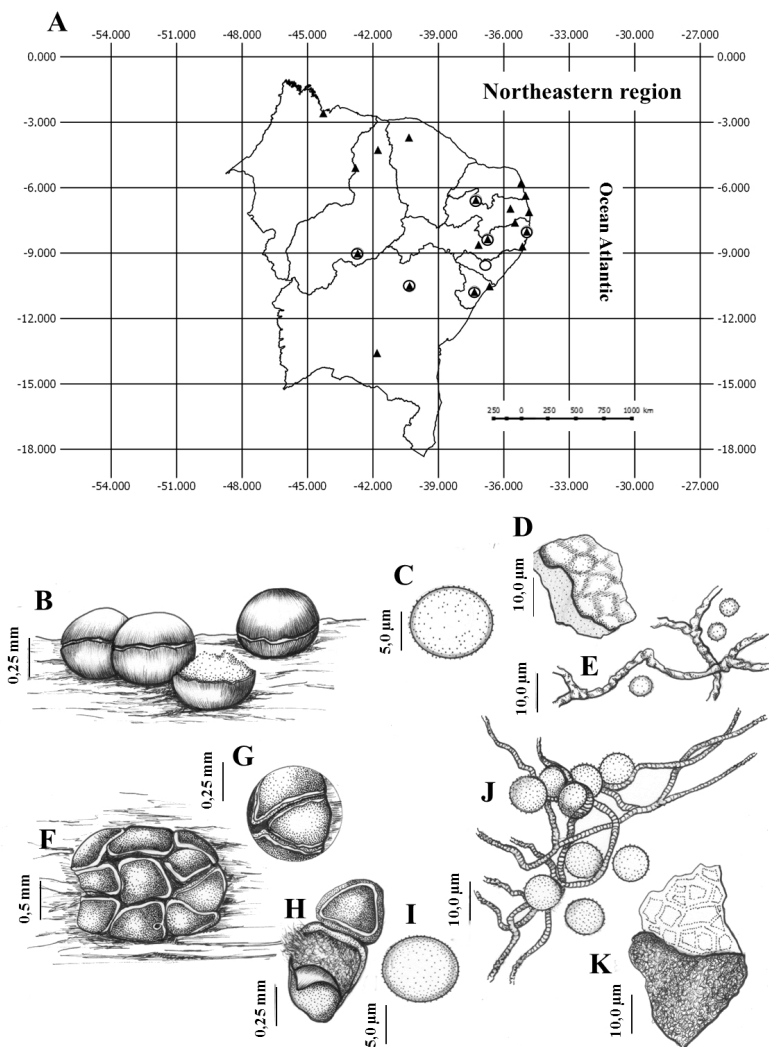 A
-54.000 -51.000 -48.000 -45.000 -42.000 -39.000 -36.000 -33.000 -30.000 -27.000
0.000 0.000
Northeastern region
-3.000 -3.000
-6.000 -6.000
Ocean Atlantic
-9.000 -9.000
-12.000 -12.000
-15.000 -15.000
250 0 250 500 750 1000 km
-18.000 -18.000
-54.000 -51.000 -48.000 -45.000 -42.000 -39.000 -36.000 -33.000 -30.000 -27.000
B
0,25 mm
C
5,0 µm
D
10,0 µm
E
10,0 µm
F
0,5 mm
G
0,25 mm
H
0,25 mm
I
5,0 µm
J
10,0 µm
K
10,0 µm